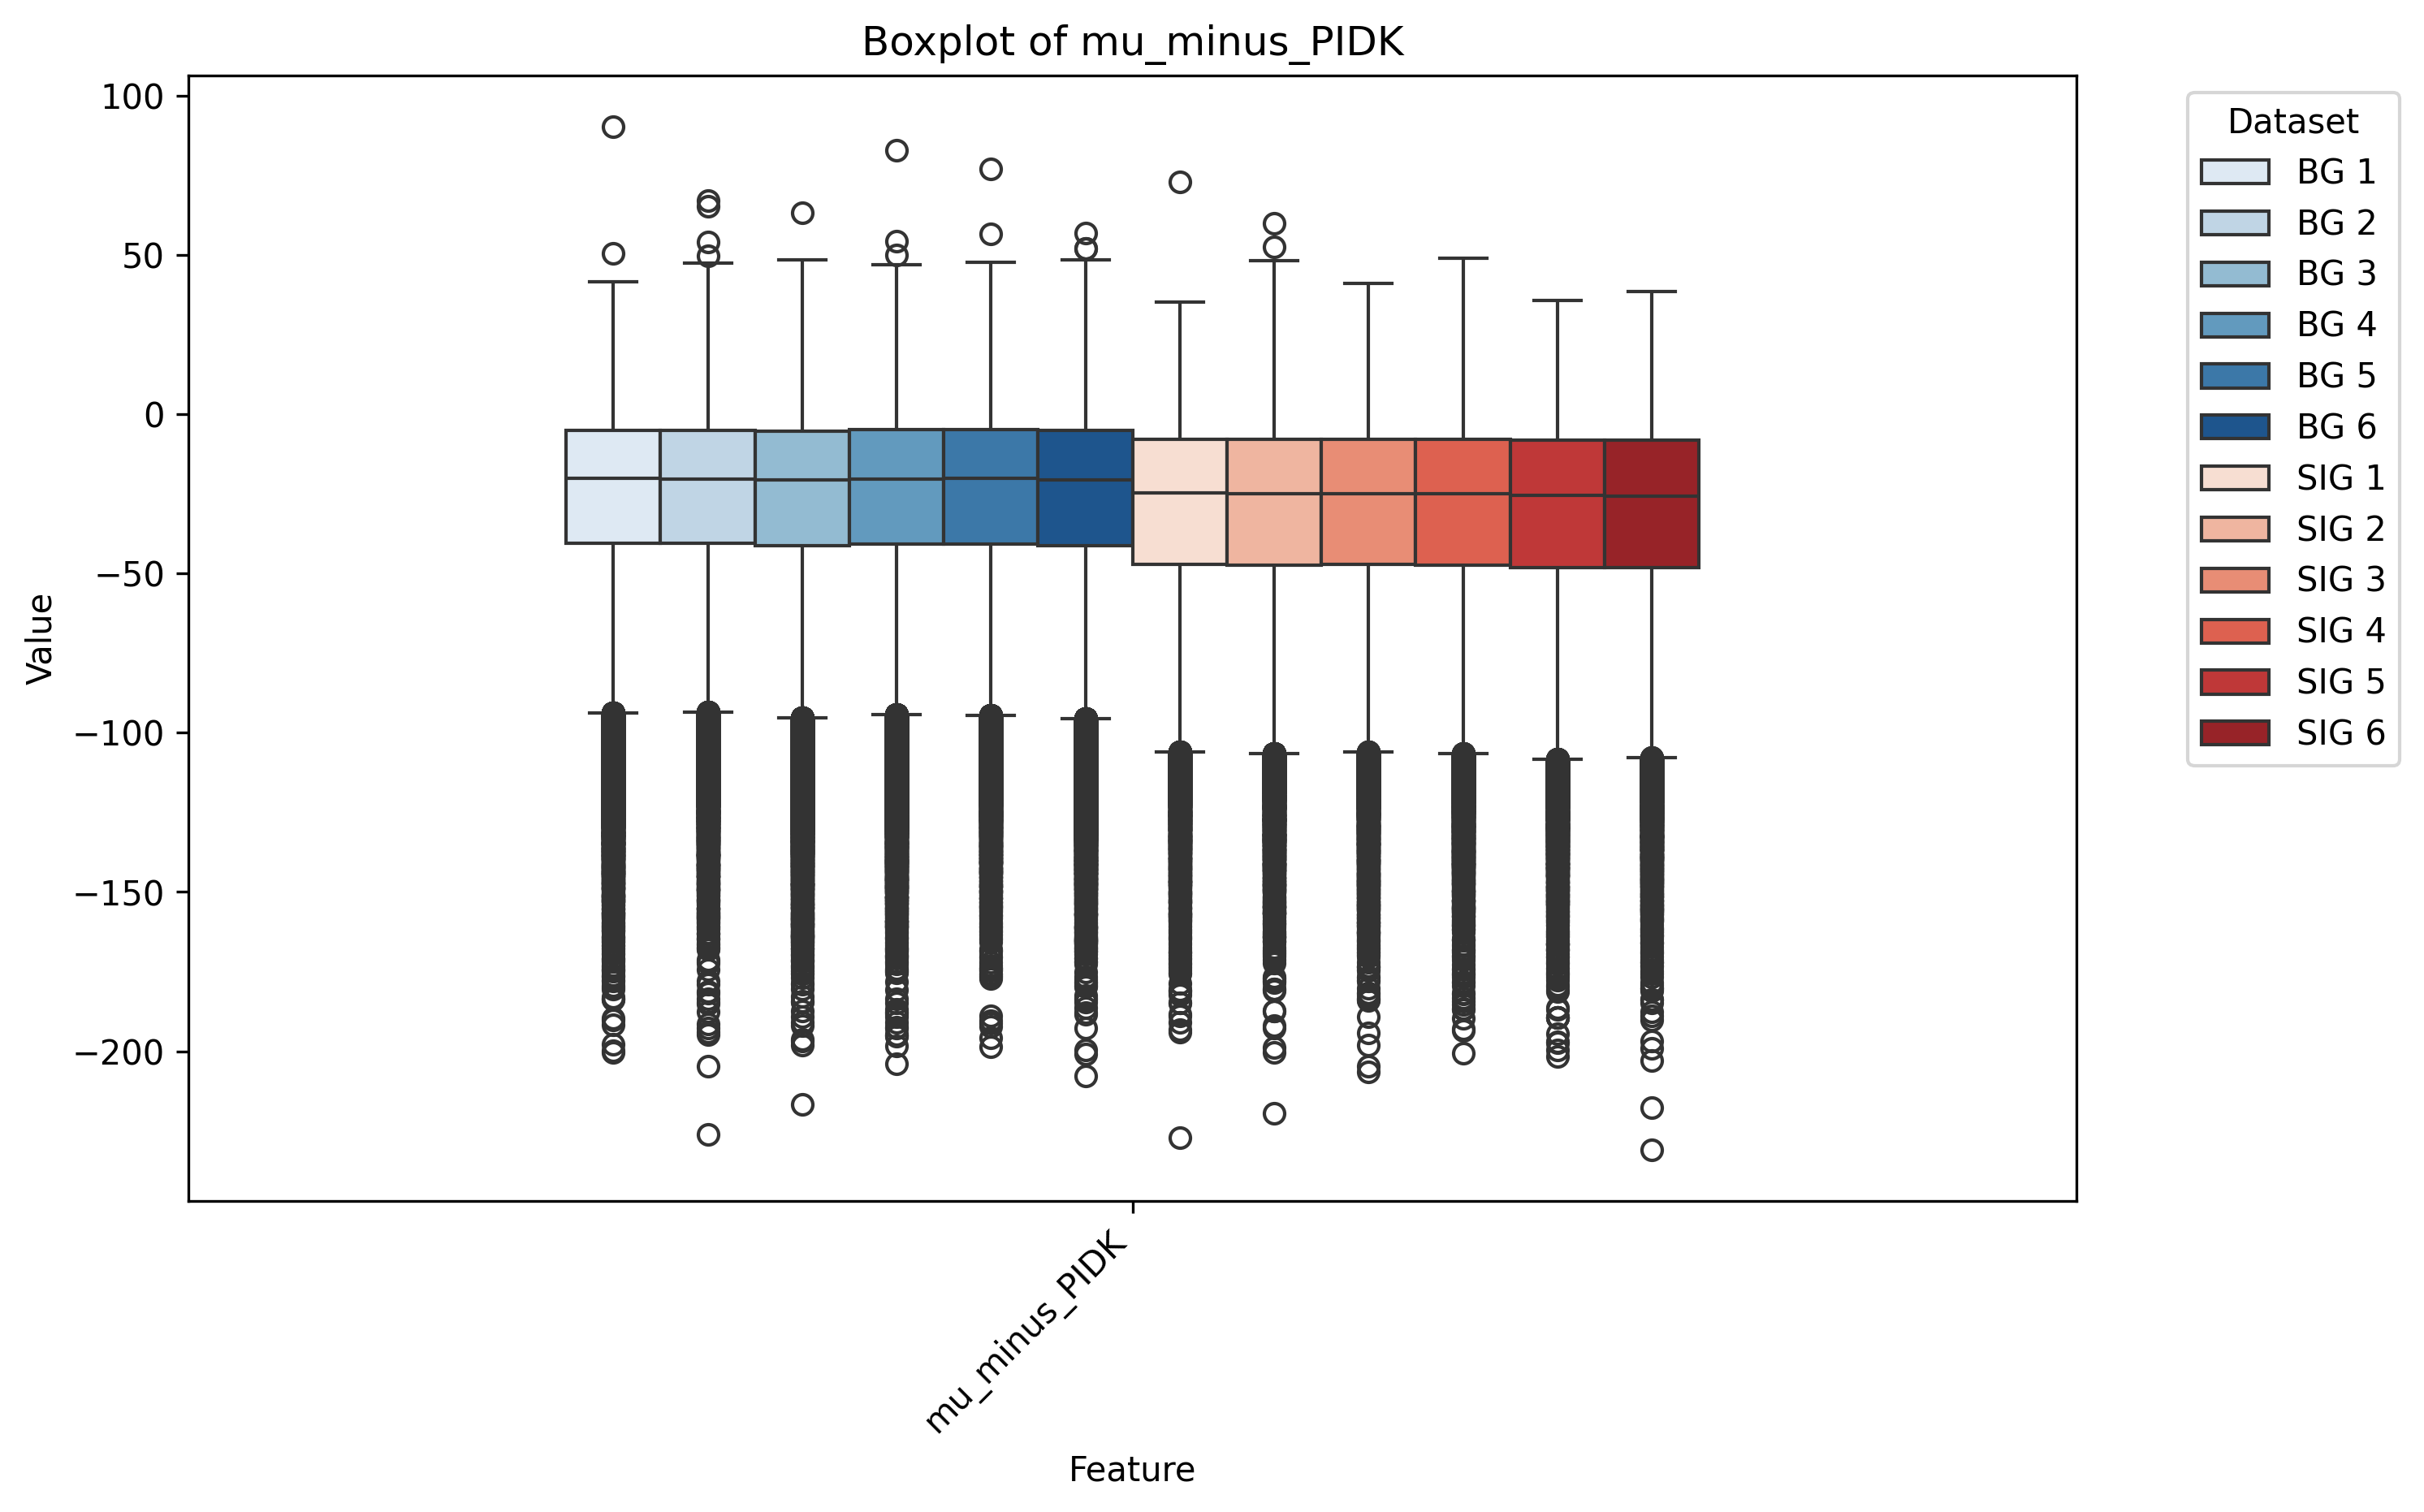 Boxplot of mu_minus_PIDK
100
50
0
−50
−100
−150
−200
Value
mu_minus_PIDK
Feature
Dataset
BG 1
BG 2
BG 3
BG 4
BG 5
BG 6
SIG 1
SIG 2
SIG 3
SIG 4
SIG 5
SIG 6